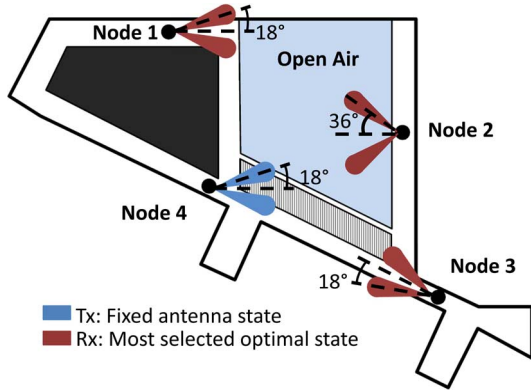 Node 1
18°
Open Air
36°
Node 2
18°
Node 4
Node 3
18°
Tx: Fixed antenna state
Rx: Most selected optimal state